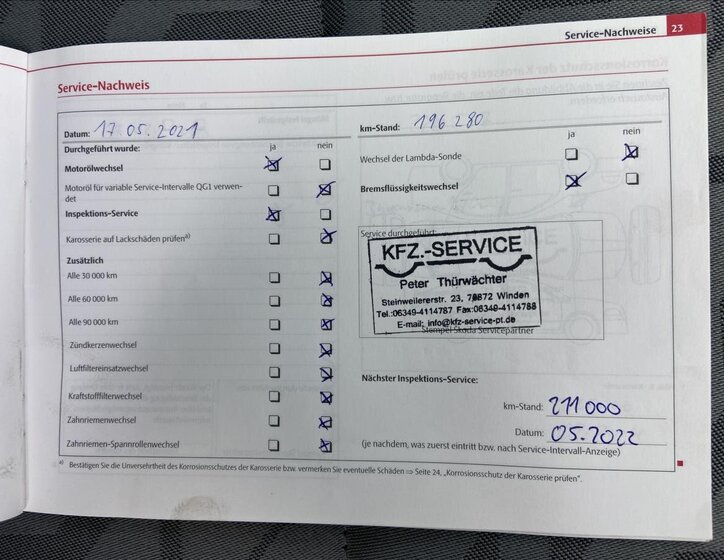 Service-Nachweise 23
Service-Nachweis
Datum: 17.05.2021
km-Stand: 196 280
Durchgeführt wurde: ja nein
ja nein
Motorölwechsel
Wechsel der Lambda-Sonde
Motoröl für variable Service-Intervalle QG1 verwen-
det
Bremsflüssigkeitswechsel
Inspektions-Service
Karosserie auf Lackschäden prüfen a)
Service durchgeführt:
KFZ.-SERVICE
Peter Thürwächter
Steinweilererstr. 23, 76872 Winden
Tel.:06349-4114787 Fax:06349-4114788
E-mail: info@kfz-service-pt.de
Stempel Skoda Servicepartner
Zusätzlich
Alle 30 000 km
Alle 60 000 km
Alle 90 000 km
Zündkerzenwechsel
Luftfiltereinsatzwechsel
Kraftstofffilterwechsel
Zahnriemenwechsel
Zahnriemen-Spannrollenwechsel
Nächster Inspektions-Service:
km-Stand: 211 000
Datum: 05.2022
(je nachdem, was zuerst eintritt bzw. nach Service-Intervall-Anzeige)
a) Bestätigen Sie die Unversehrtheit des Korrosionsschutzes der Karosserie bzw. vermerken Sie eventuelle Schäden ⇒ Seite 24, „Korrosionsschutz der Karosserie prüfen".